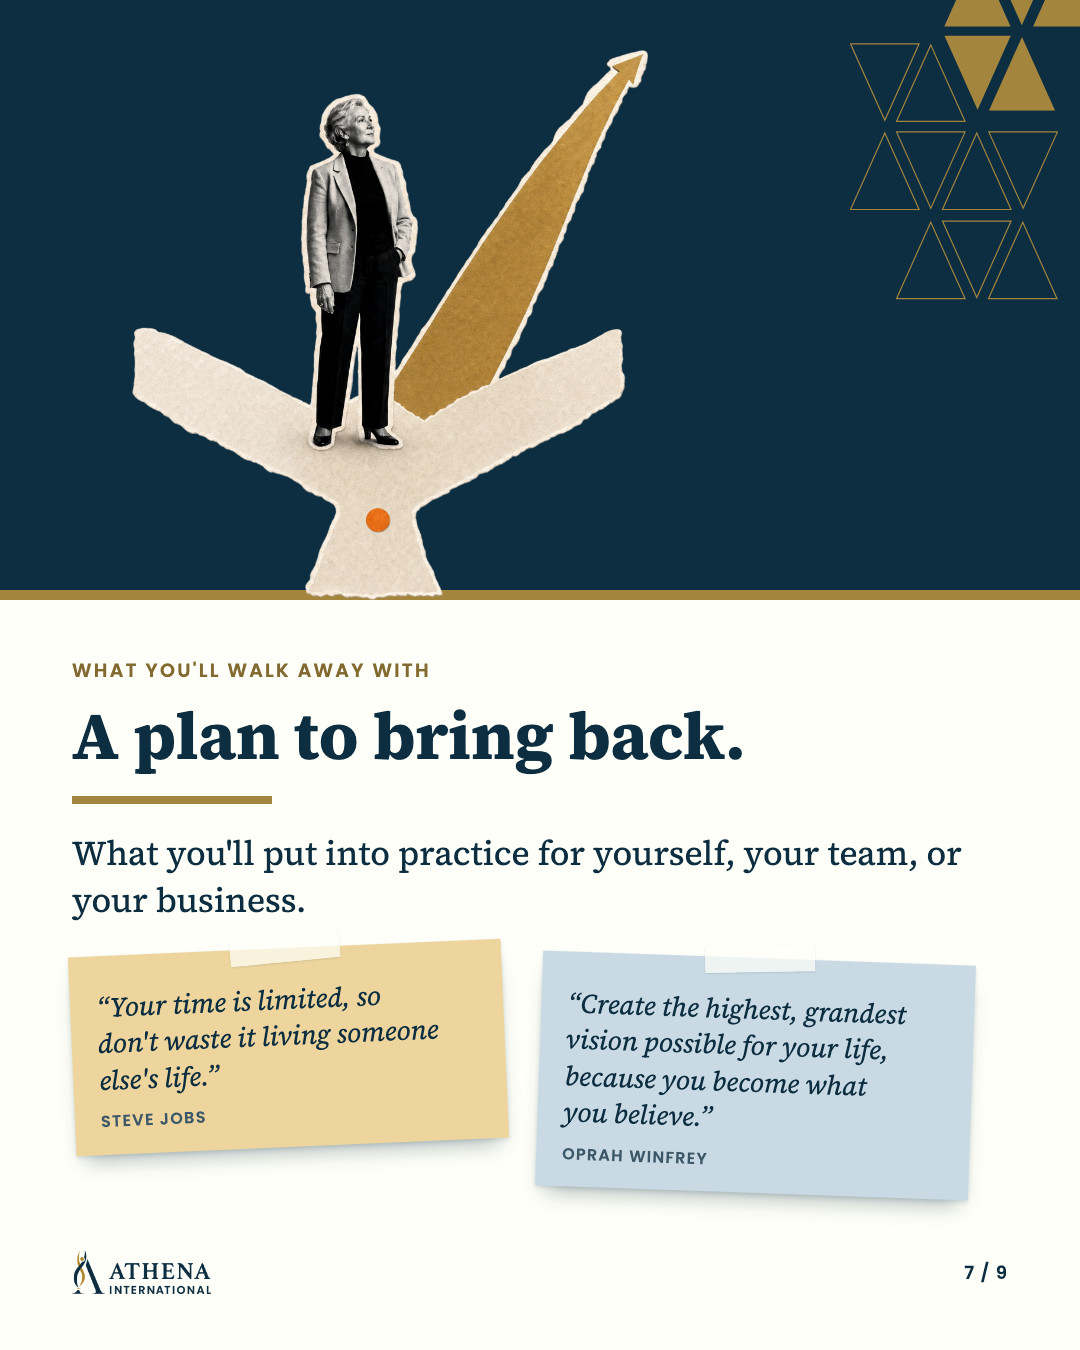 WHAT YOU'LL WALK AWAY WITH
A plan to bring back.
What you'll put into practice for yourself, your team, or
your business.
“Your time is limited, so
don't waste it living someone
else's life.”
STEVE JOBS
“Create the highest, grandest
vision possible for your life,
because you become what
you believe.”
OPRAH WINFREY
ATHENA
INTERNATIONAL
7 / 9